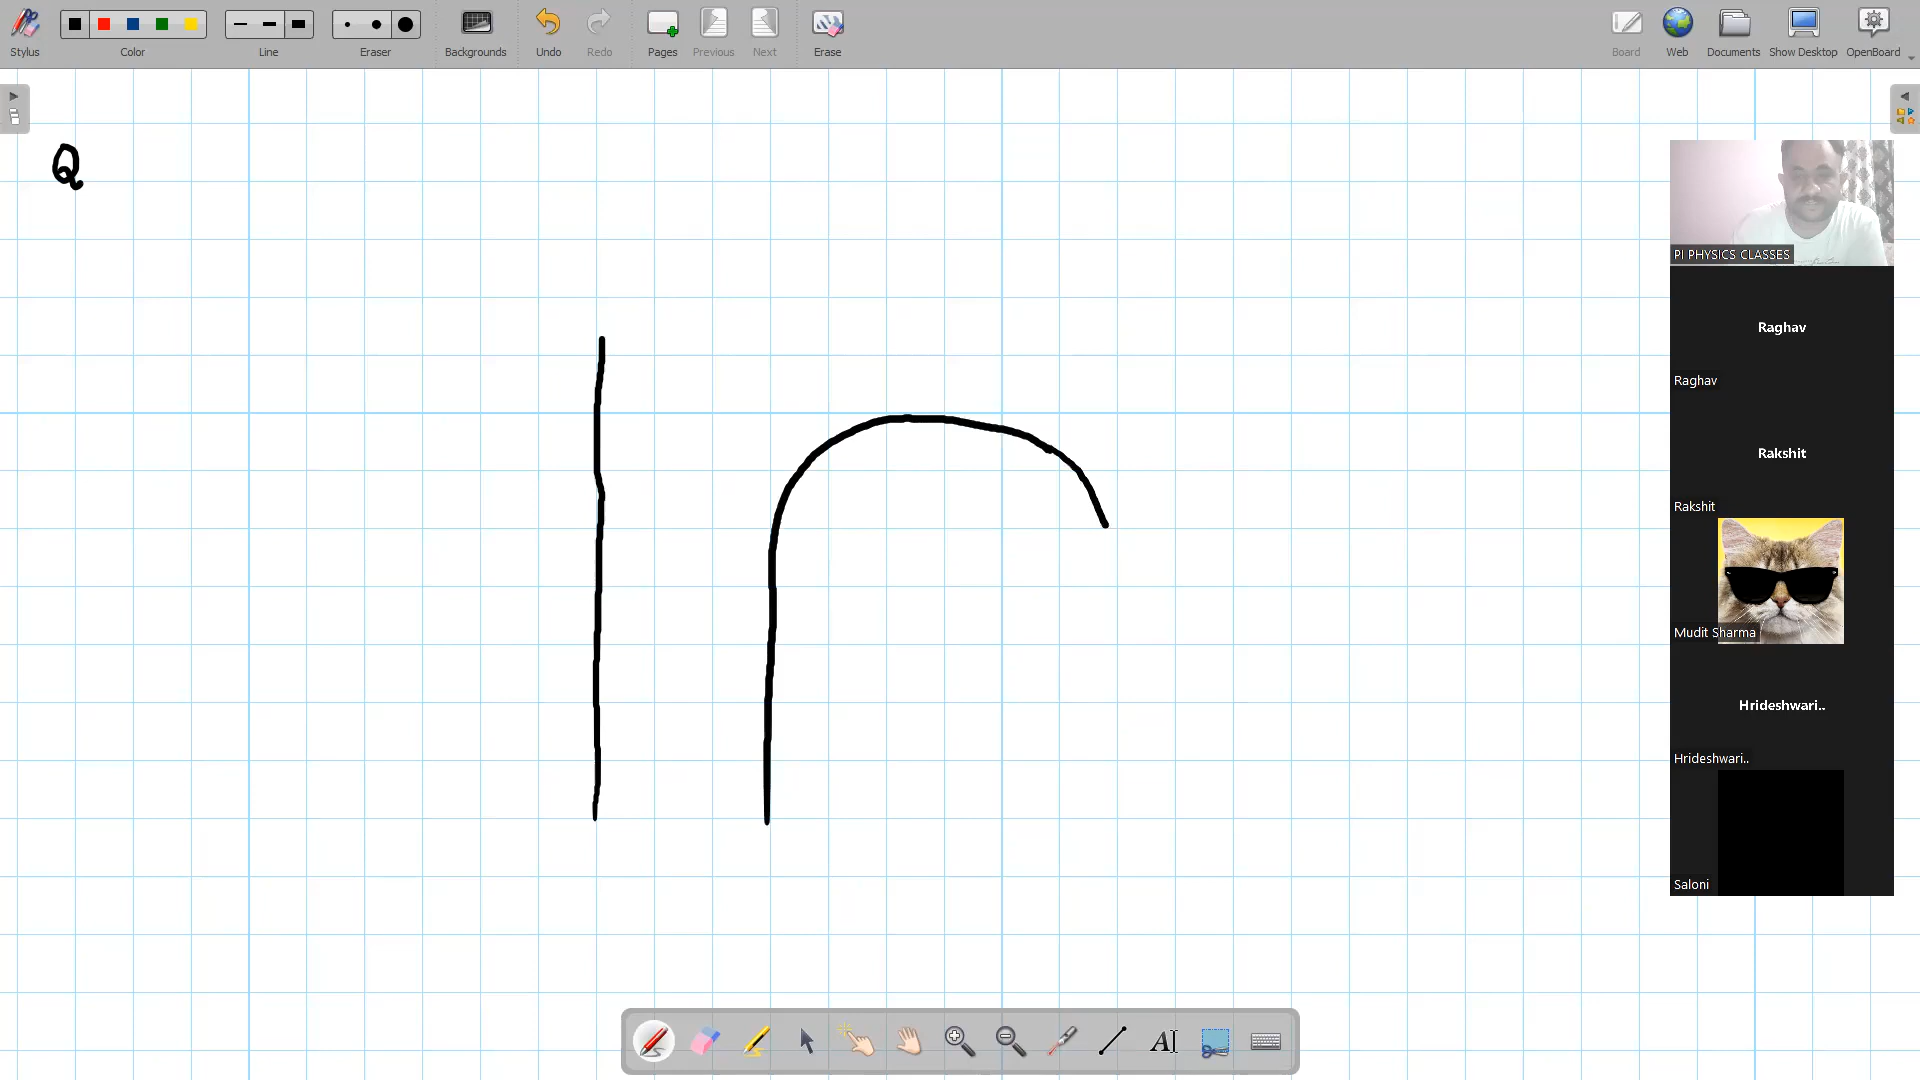 Stylus
Color
Line
Eraser
Backgrounds
Undo
Redo
Pages
Previous
Next
Erase
Board
Web
Documents
Show Desktop
OpenBoard
Q
PI PHYSICS CLASSES
Raghav
Raghav
Rakshit
Rakshit
Mudit Sharma
Hrideshwari..
Hrideshwari..
Saloni
A